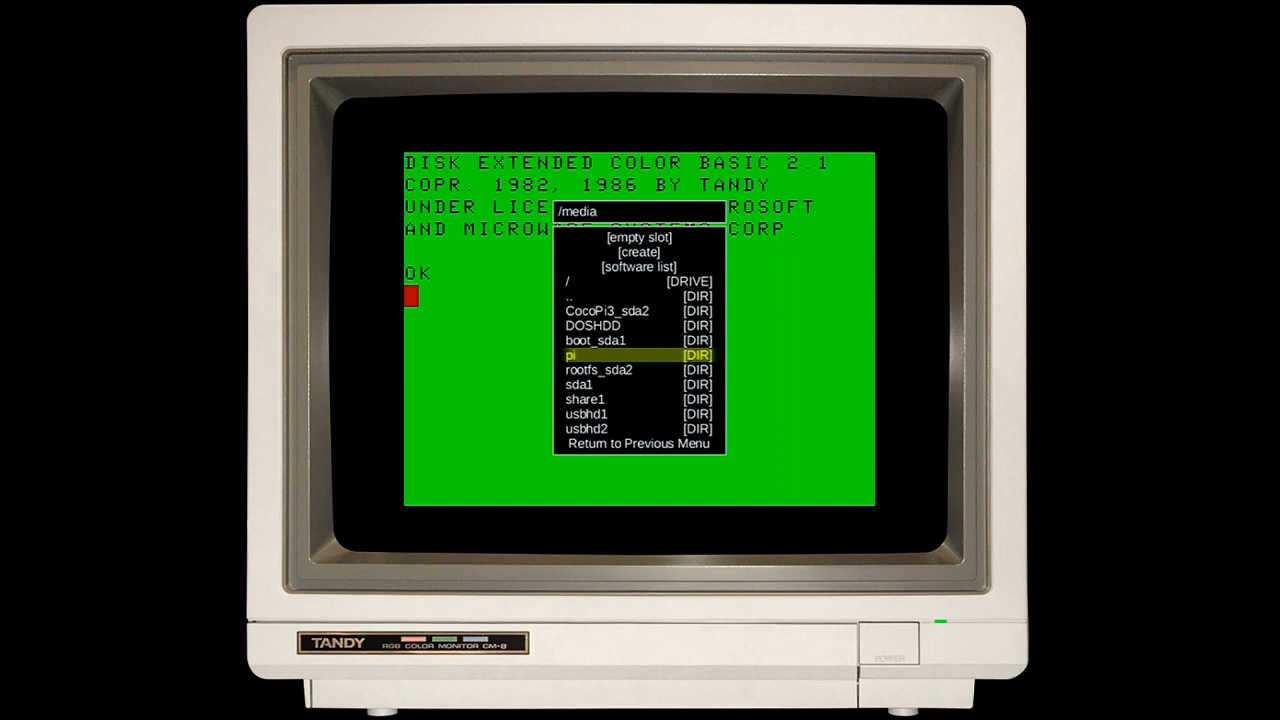 DISK EXTENDED COLOR BASIC 2.1
COPR. 1982, 1986 BY TANDY
UNDER LICE ROSOFT
AND MICROW CORP.
OK
/media
[empty slot]
[create]
[software list]
/ [DRIVE]
.. [DIR]
CocoPi3_sda2 [DIR]
DOSHDD [DIR]
boot_sda1 [DIR]
pi [DIR]
rootfs_sda2 [DIR]
sda1 [DIR]
share1 [DIR]
usbhd1 [DIR]
usbhd2 [DIR]
Return to Previous Menu
TANDY RGB COLOR MONITOR CM-8
POWER